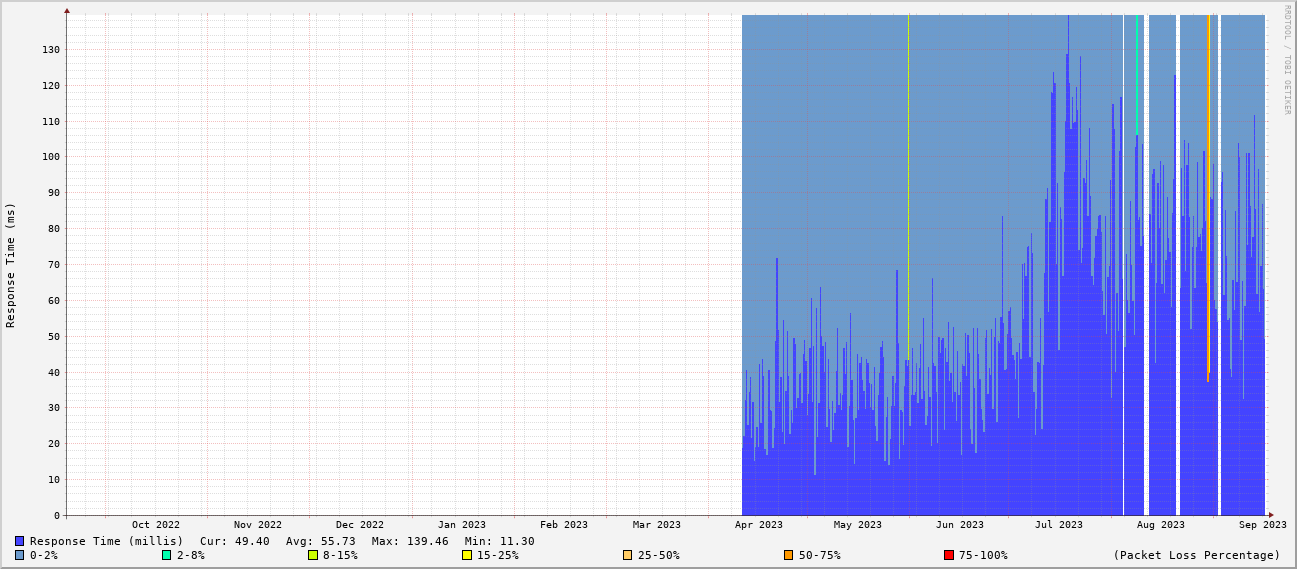 RRDTOOL / TOBI OETIKER
Response Time (ms)
130
120
110
100
90
80
70
60
50
40
30
20
10
0
Oct 2022 Nov 2022 Dec 2022 Jan 2023 Feb 2023 Mar 2023 Apr 2023 May 2023 Jun 2023 Jul 2023 Aug 2023 Sep 2023
Response Time (millis) Cur: 49.40 Avg: 55.73 Max: 139.46 Min: 11.30
0-2% 2-8% 8-15% 15-25% 25-50% 50-75% 75-100% (Packet Loss Percentage)